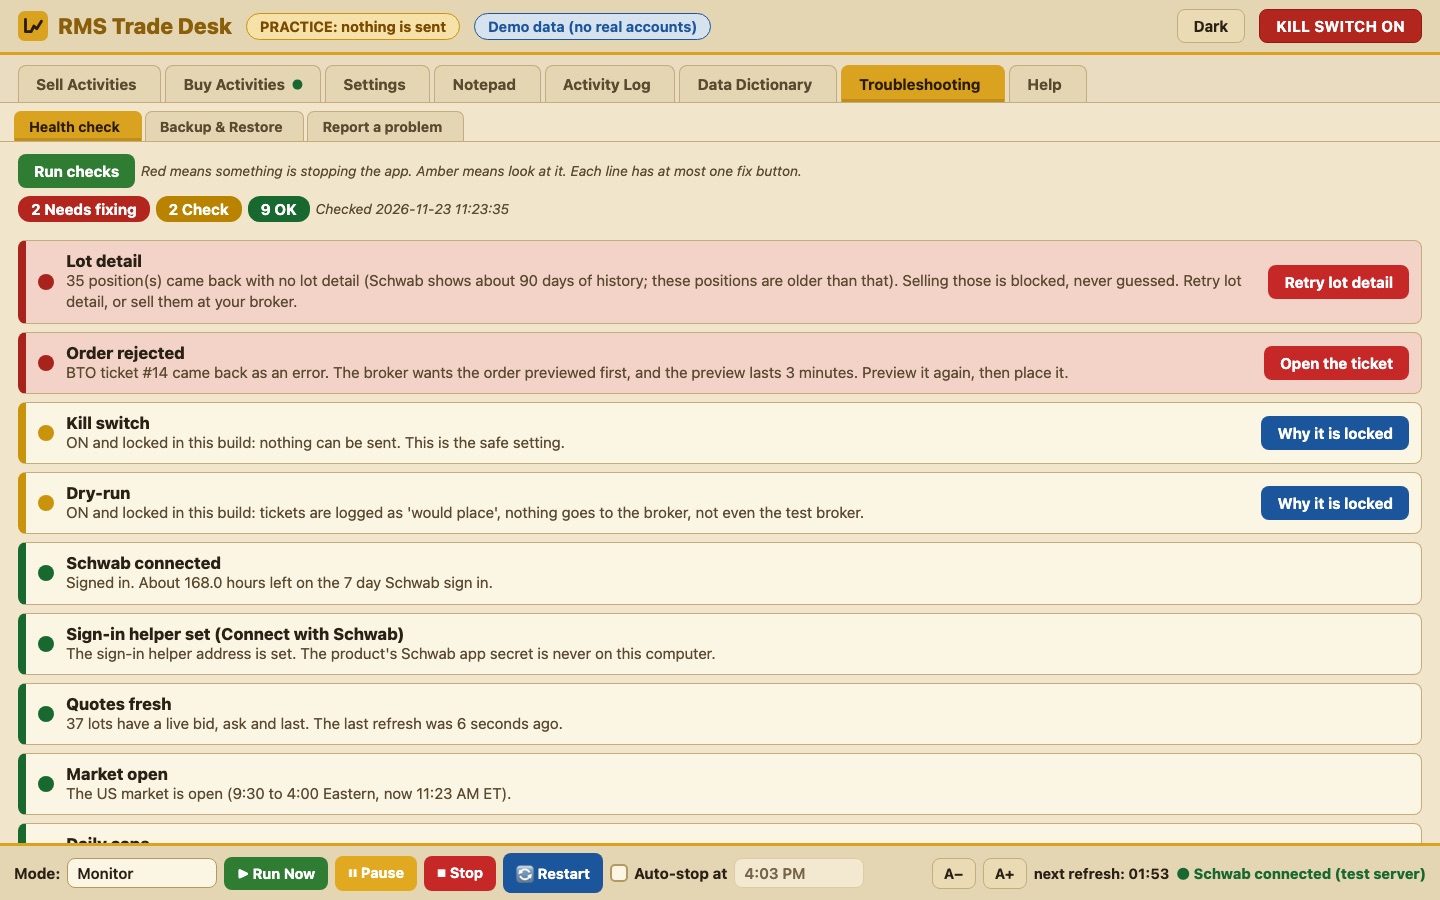 RMS Trade Desk
PRACTICE: nothing is sent
Demo data (no real accounts)
Dark
KILL SWITCH ON
Sell Activities
Buy Activities
Settings
Notepad
Activity Log
Data Dictionary
Troubleshooting
Help
Health check
Backup & Restore
Report a problem
Run checks
Red means something is stopping the app. Amber means look at it. Each line has at most one fix button.
2 Needs fixing
2 Check
9 OK
Checked 2026-11-23 11:23:35
Lot detail
35 position(s) came back with no lot detail (Schwab shows about 90 days of history; these positions are older than that). Selling those is blocked, never guessed. Retry lot
detail, or sell them at your broker.
Retry lot detail
Order rejected
BTO ticket #14 came back as an error. The broker wants the order previewed first, and the preview lasts 3 minutes. Preview it again, then place it.
Open the ticket
Kill switch
ON and locked in this build: nothing can be sent. This is the safe setting.
Why it is locked
Dry-run
ON and locked in this build: tickets are logged as 'would place', nothing goes to the broker, not even the test broker.
Why it is locked
Schwab connected
Signed in. About 168.0 hours left on the 7 day Schwab sign in.
Sign-in helper set (Connect with Schwab)
The sign-in helper address is set. The product's Schwab app secret is never on this computer.
Quotes fresh
37 lots have a live bid, ask and last. The last refresh was 6 seconds ago.
Market open
The US market is open (9:30 to 4:00 Eastern, now 11:23 AM ET).
Mode:
Monitor
Run Now
Pause
Stop
Restart
Auto-stop at
4:03 PM
A−
A+
next refresh: 01:53
Schwab connected (test server)